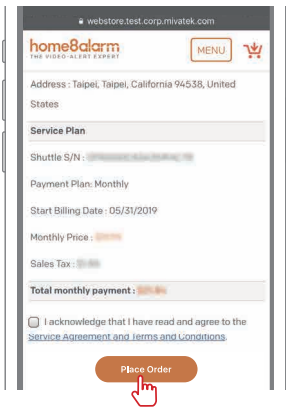 webstore.test.corp.mivatek.com
home8alarm
THE VIDEO-ALERT EXPERT
MENU
Address : Taipei, Taipei, California 94538, United
States
Service Plan
Shuttle S/N :
Payment Plan: Monthly
Start Billing Date : 05/31/2019
Monthly Price :
Sales Tax :
Total monthly payment :
I acknowledge that I have read and agree to the
Service Agreement and Terms and Conditions.
Place Order